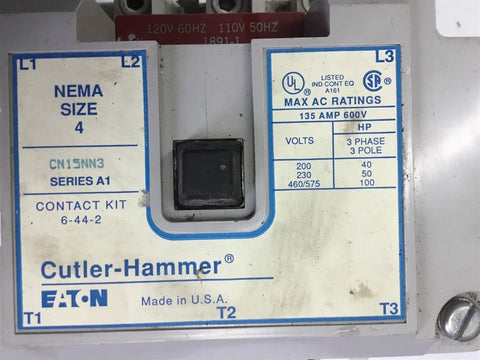 120V 60HZ 110V 50HZ
1891-1
L1
L2
L3
NEMA
SIZE
4
CN15NN3
SERIES A1
CONTACT KIT
6-44-2
UL
®
LISTED
IND CONT EQ
A161
SA
®
MAX AC RATINGS
135 AMP 600V
VOLTS
HP
3 PHASE
3 POLE
200 40
230 50
460/575 100
Cutler-Hammer®
EATON
Made in U.S.A.
T1
T2
T3